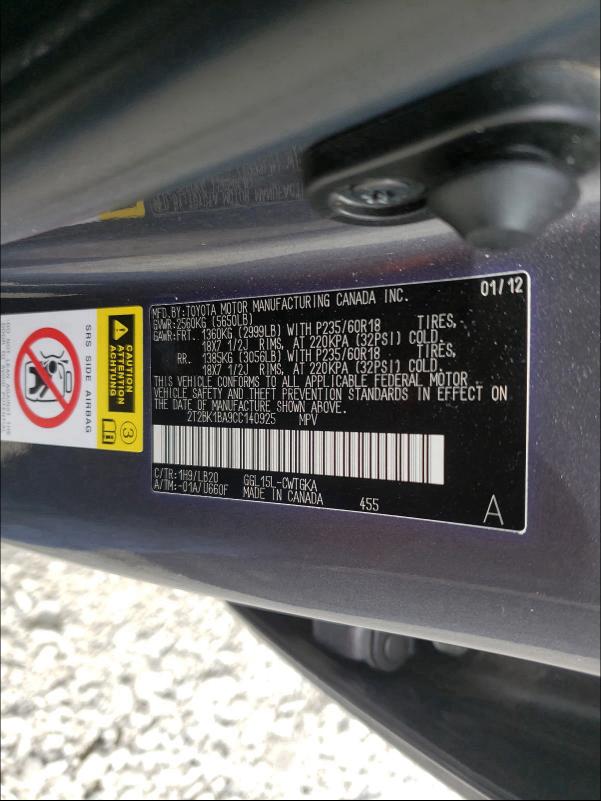 MFD.BY:TOYOTA MOTOR MANUFACTURING CANADA INC. 01/12
GVWR:2560KG (5650LB)
GAWR:FRT. 1360KG (2999LB) WITH P235/60R18 TIRES,
18X7 1/2J RIMS, AT 220KPA (32PSI) COLD.
RR. 1385KG (3056LB) WITH P235/60R18 TIRES,
18X7 1/2J RIMS, AT 220KPA (32PSI) COLD.
THIS VEHICLE CONFORMS TO ALL APPLICABLE FEDERAL MOTOR
VEHICLE SAFETY AND THEFT PREVENTION STANDARDS IN EFFECT ON
THE DATE OF MANUFACTURE SHOWN ABOVE.
2T2BK1BA9CC140925 MPV
C/TR:1H9/LB20 GGL15L-CWTGKA
A/TM:-01A/U660F MADE IN CANADA 455
A
CAUTION
ATTENTION
ACHTUNG
3
SRS SIDE AIRBAG